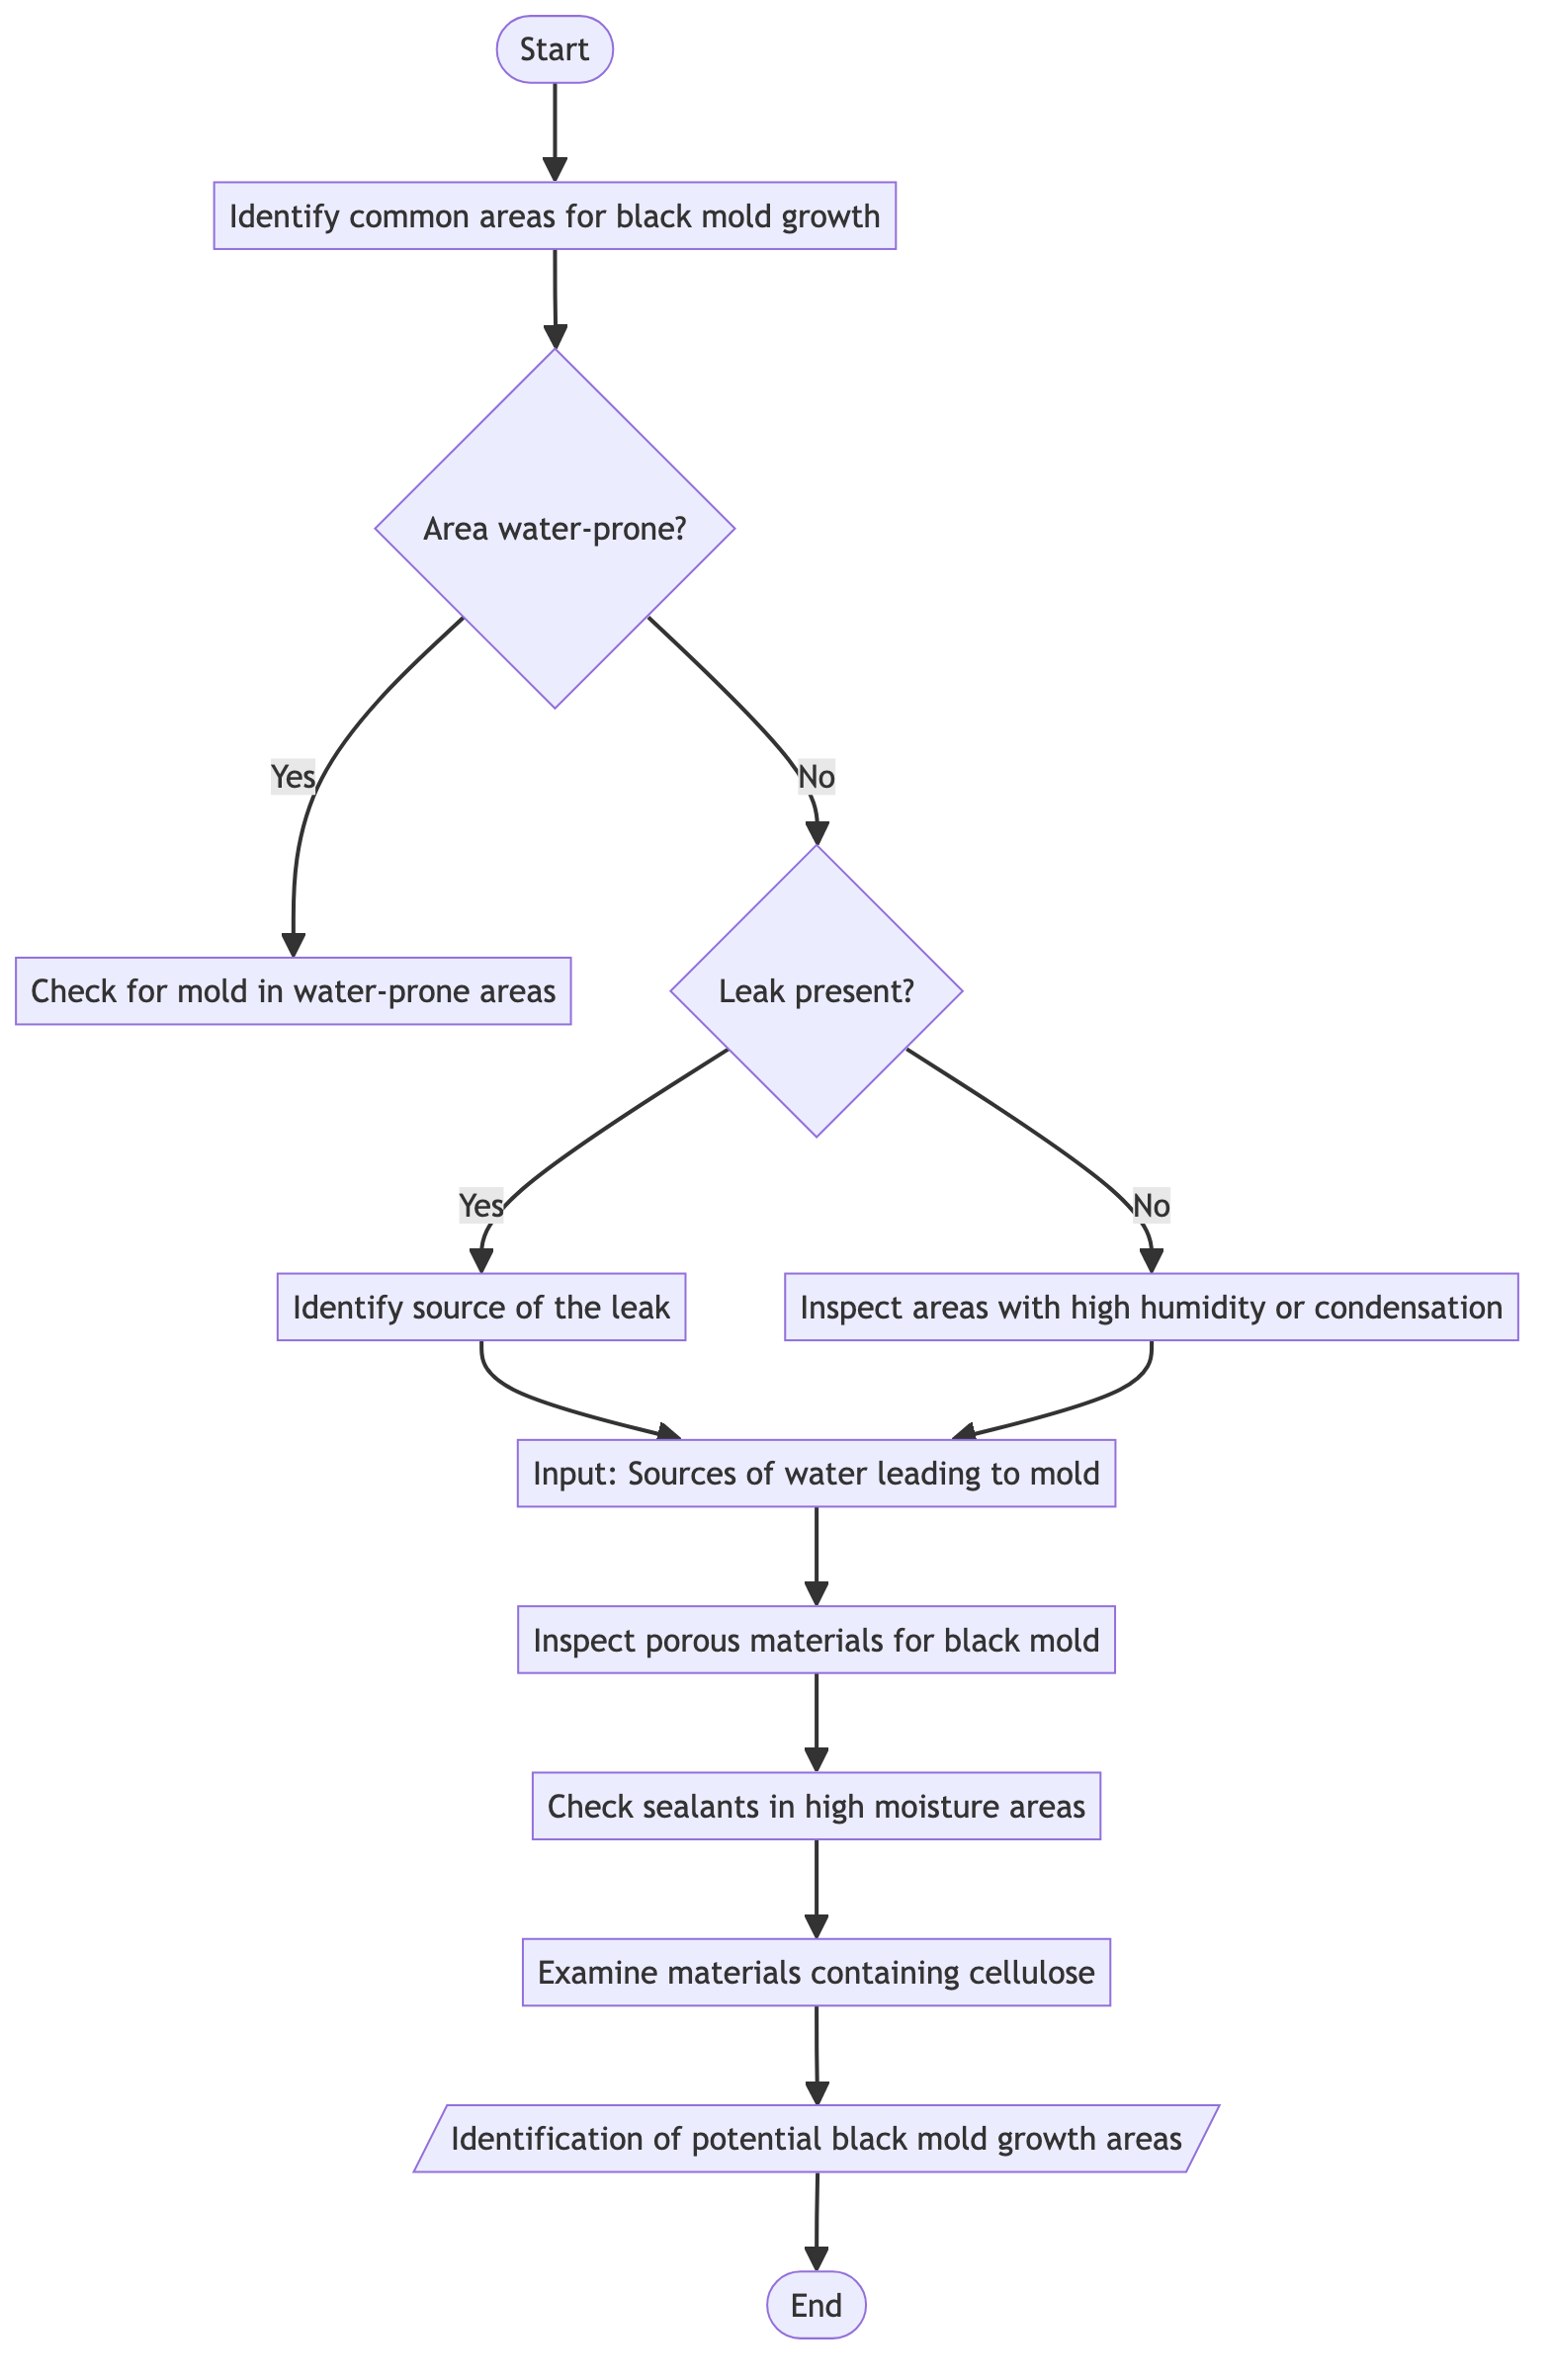 Start
Identify common areas for black mold growth
Area water-prone?
Yes
No
Check for mold in water-prone areas
Leak present?
Yes
No
Identify source of the leak
Inspect areas with high humidity or condensation
Input: Sources of water leading to mold
Inspect porous materials for black mold
Check sealants in high moisture areas
Examine materials containing cellulose
Identification of potential black mold growth areas
End